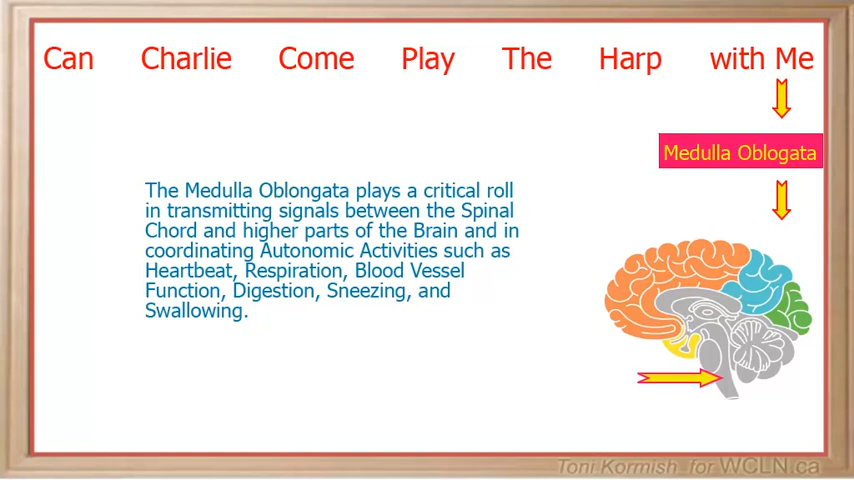 Can Charlie Come Play The Harp with Me
Medulla Oblogata
The Medulla Oblongata plays a critical roll
in transmitting signals between the Spinal
Chord and higher parts of the Brain and in
coordinating Autonomic Activities such as
Heartbeat, Respiration, Blood Vessel
Function, Digestion, Sneezing, and
Swallowing.
Toni Kormish for WCLN.ca